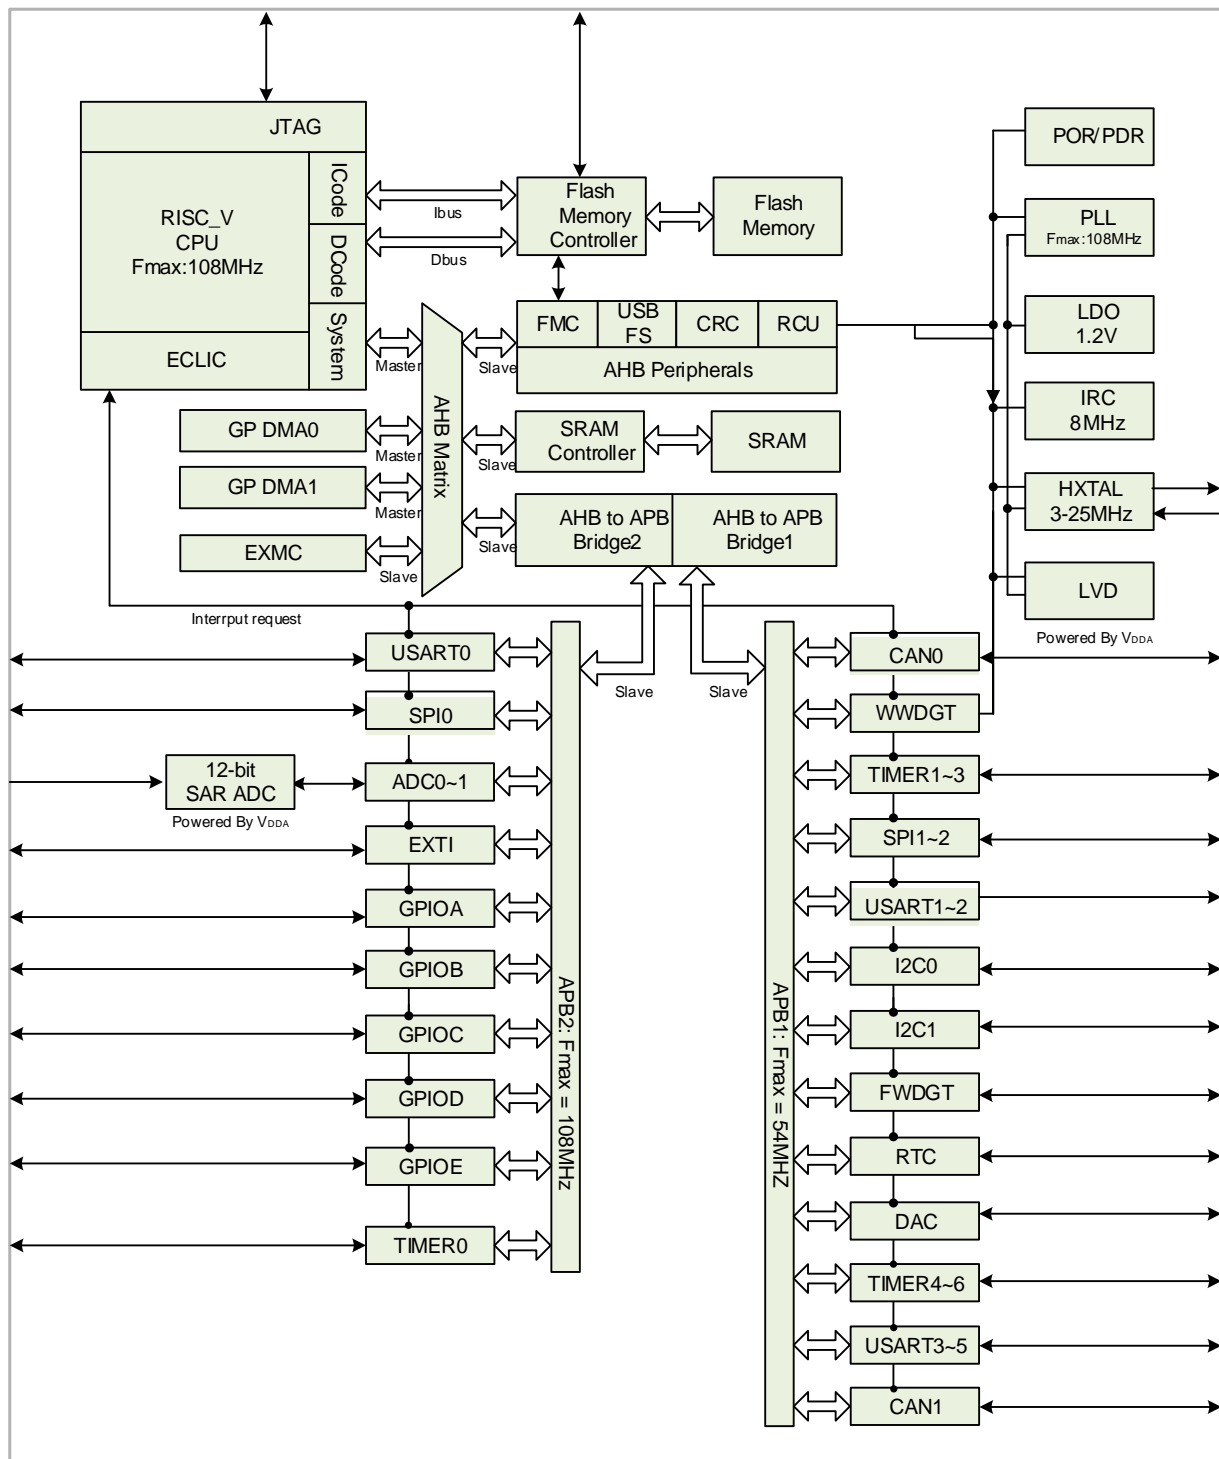 JTAG
RISC_V
CPU
Fmax:108MHz
ICode
DCode
System
ECLIC
Ibus
Dbus
Flash
Memory
Controller
Flash
Memory
FMC
USB
FS
CRC
RCU
AHB Peripherals
Master
Slave
GP DMA0
Master
GP DMA1
Master
EXMC
Slave
AHB Matrix
SRAM
Controller
SRAM
Slave
AHB to APB
Bridge2
AHB to APB
Bridge1
Slave
POR/PDR
PLL
Fmax:108MHz
LDO
1.2V
IRC
8MHz
HXTAL
3-25MHz
LVD
Powered By VDDA
Interrput request
Slave
Slave
USART0
SPI0
12-bit
SAR ADC
Powered By VDDA
ADC0~1
EXTI
GPIOA
GPIOB
GPIOC
GPIOD
GPIOE
TIMER0
APB2: Fmax = 108MHz
APB1: Fmax = 54MHZ
CAN0
WWDGT
TIMER1~3
SPI1~2
USART1~2
I2C0
I2C1
FWDGT
RTC
DAC
TIMER4~6
USART3~5
CAN1